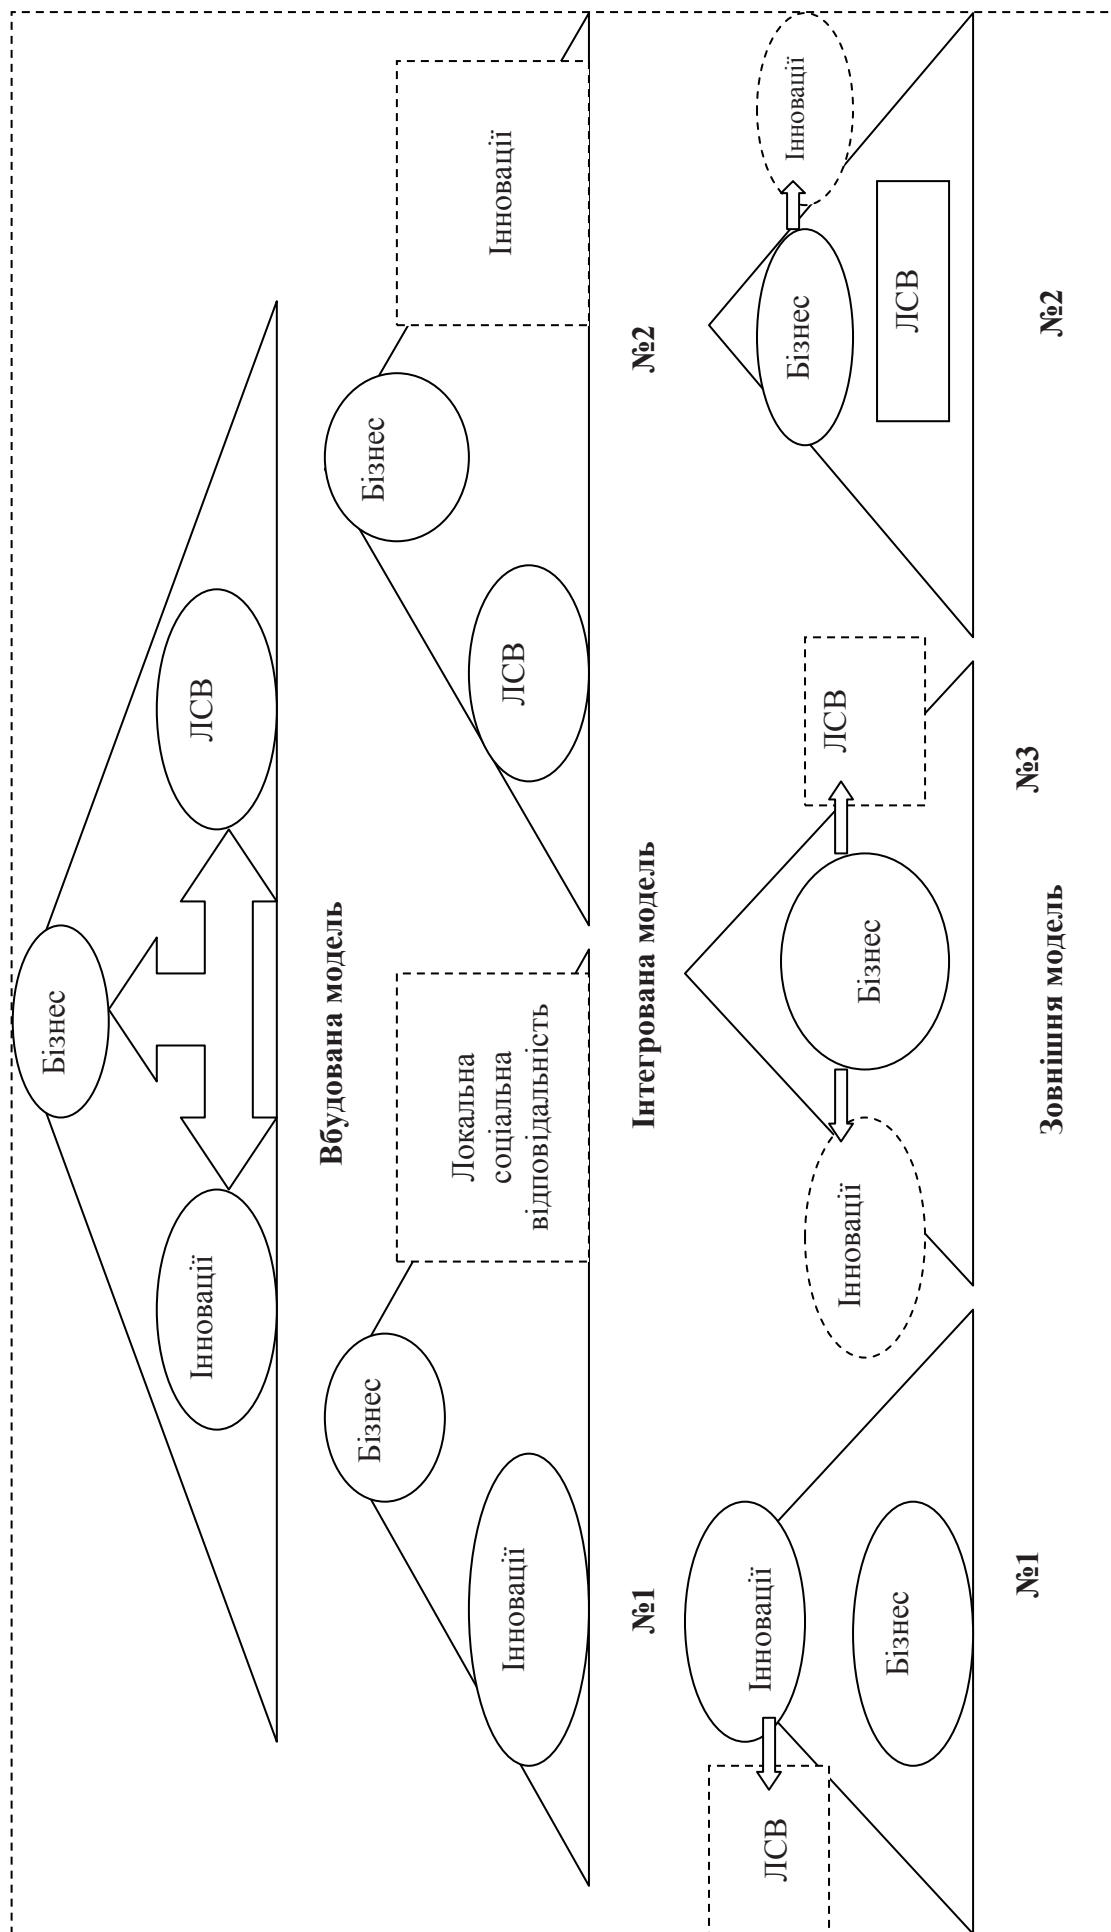 Бізнес
Інновації
ЛСВ
Вбудована модель
Бізнес
Інновації
Локальна
соціальна
відповідальність
Бізнес
ЛСВ
Інновації
№1
№2
Інтегрована модель
ЛСВ
Інновації
Бізнес
Інновації
Бізнес
ЛСВ
Бізнес
Інновації
ЛСВ
№1
№3
№2
Зовнішня модель